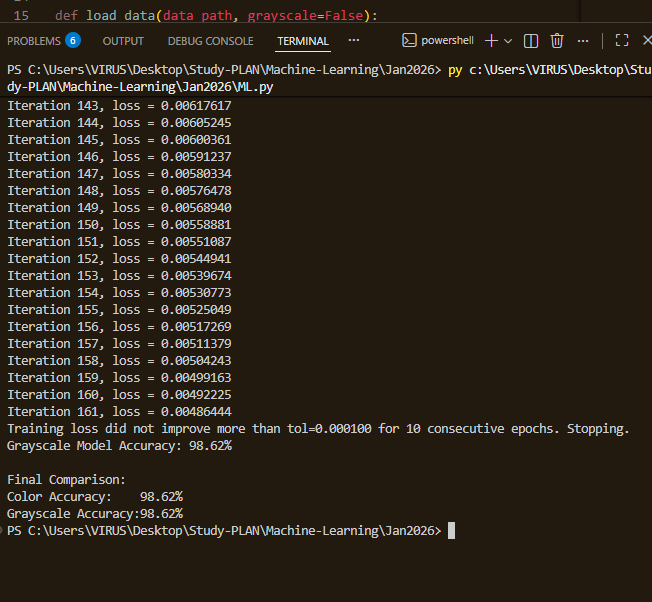 15 def load data(data path, grayscale=False):
PROBLEMS 6 OUTPUT DEBUG CONSOLE TERMINAL ... powershell
PS C:\Users\VIRUS\Desktop\Study-PLAN\Machine-Learning\Jan2026> py c:\Users\VIRUS\Desktop\Stu
dy-PLAN\Machine-Learning\Jan2026\ML.py
Iteration 143, loss = 0.00617617
Iteration 144, loss = 0.00605245
Iteration 145, loss = 0.00600361
Iteration 146, loss = 0.00591237
Iteration 147, loss = 0.00580334
Iteration 148, loss = 0.00576478
Iteration 149, loss = 0.00568940
Iteration 150, loss = 0.00558881
Iteration 151, loss = 0.00551087
Iteration 152, loss = 0.00544941
Iteration 153, loss = 0.00539674
Iteration 154, loss = 0.00530773
Iteration 155, loss = 0.00525049
Iteration 156, loss = 0.00517269
Iteration 157, loss = 0.00511379
Iteration 158, loss = 0.00504243
Iteration 159, loss = 0.00499163
Iteration 160, loss = 0.00492225
Iteration 161, loss = 0.00486444
Training loss did not improve more than tol=0.000100 for 10 consecutive epochs. Stopping.
Grayscale Model Accuracy: 98.62%
Final Comparison:
Color Accuracy: 98.62%
Grayscale Accuracy:98.62%
PS C:\Users\VIRUS\Desktop\Study-PLAN\Machine-Learning\Jan2026>